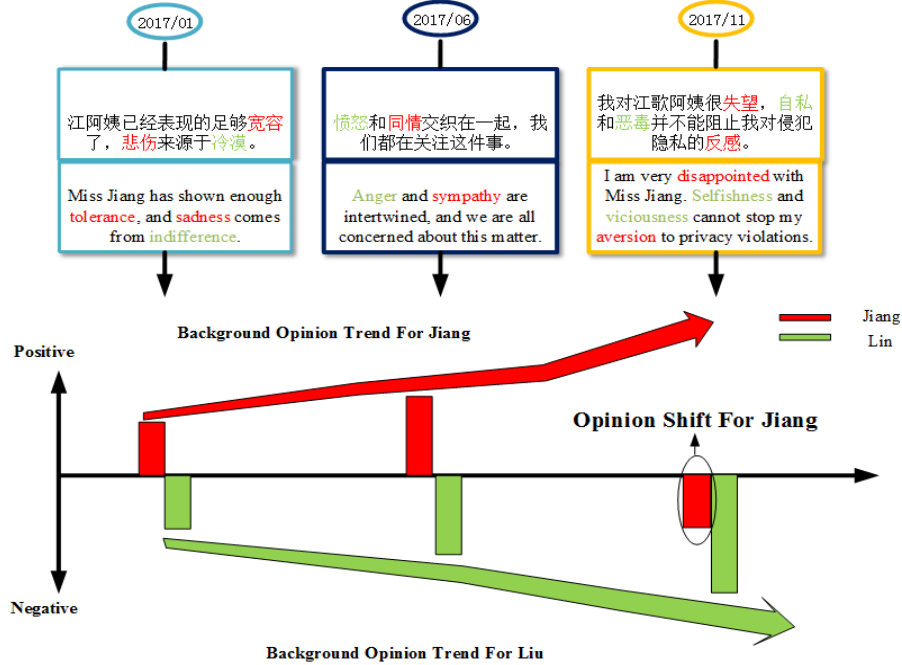 2017/01
2017/06
2017/11
江阿姨已经表现的足够宽容
了，悲伤来源于冷漠。
愤怒和同情交织在一起，我
们都在关注这件事。
我对江歌阿姨很失望，自私
和恶毒并不能阻止我对侵犯
隐私的反感。
Miss Jiang has shown enough
tolerance, and sadness comes
from indifference.
Anger and sympathy are
intertwined, and we are all
concerned about this matter.
I am very disappointed with
Miss Jiang. Selfishness and
viciousness cannot stop my
aversion to privacy violations.
Background Opinion Trend For Jiang
Jiang
Lin
Positive
Opinion Shift For Jiang
Negative
Background Opinion Trend For Liu